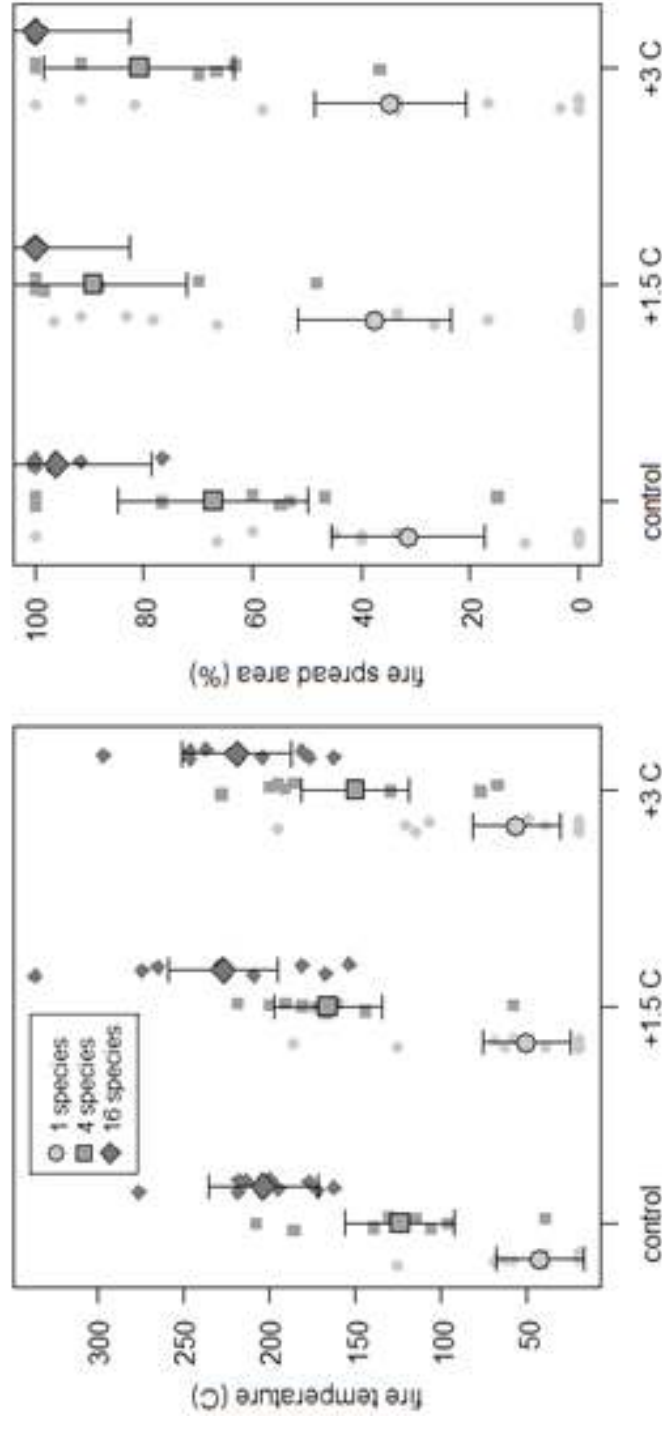 fire temperature (C)
300
250
200
150
100
50
1 species
4 species
16 species
control
+1.5 C
+3 C
fire spread area (%)
100
80
60
40
20
0
control
+1.5 C
+3 C